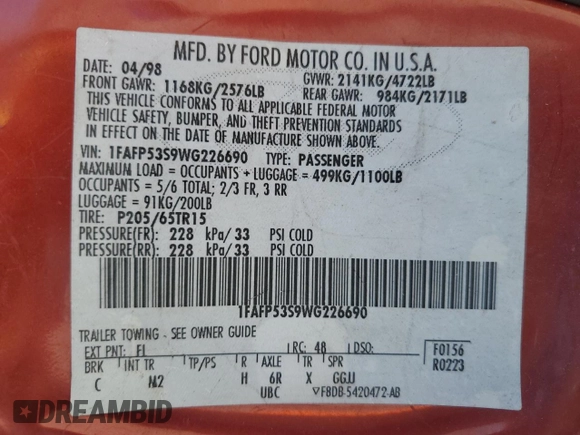 MFD. BY FORD MOTOR CO. IN U.S.A.
DATE: 04/98 GVWR: 2141KG/4722LB
FRONT GAWR: 1168KG/2576LB REAR GAWR: 984KG/2171LB
THIS VEHICLE CONFORMS TO ALL APPLICABLE FEDERAL MOTOR
VEHICLE SAFETY, BUMPER, AND THEFT PREVENTION STANDARDS
IN EFFECT ON THE DATE OF MANUFACTURE SHOWN ABOVE.
VIN: 1FAFP53S9WG226690 TYPE: PASSENGER
MAXIMUM LOAD = OCCUPANTS + LUGGAGE = 499KG/1100LB
OCCUPANTS = 5/6 TOTAL; 2/3 FR, 3 RR
LUGGAGE = 91KG/200LB
TIRE: P205/65TR15
PRESSURE(FR): 228 kPa/ 33 PSI COLD
PRESSURE(RR): 228 kPa/ 33 PSI COLD
1FAFP53S9WG226690
TRAILER TOWING - SEE OWNER GUIDE
EXT PNT: FL RC: 48 DSO: F0156
BRK INT TR TP/PS R AXLE TR SPR R0223
C M2 H 6R X GGJJ
UBC F8DB-5420472-AB
DREAMBID